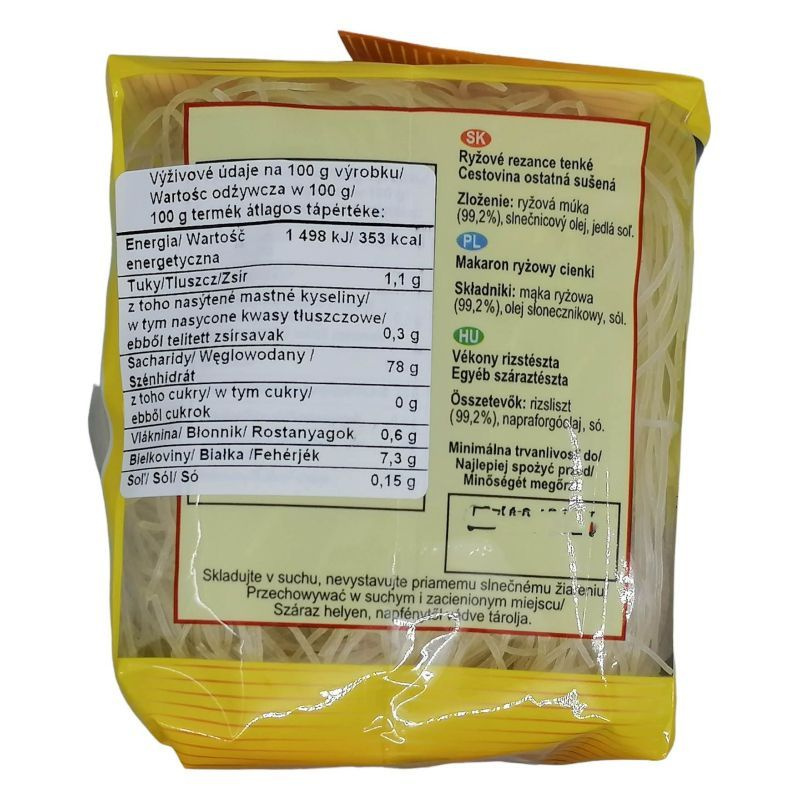 Výživové údaje na 100 g výrobku/
Wartośc odżywcza w 100 g/
100 g termék átlagos tápértéke:
Energia/ Wartośč energetyczna 1 498 kJ/ 353 kcal
Tuky/Tłuszcz/Zsír 1,1 g
z toho nasýtené mastné kyseliny/
w tym nasycone kwasy tłuszczowe/
ebből telített zsírsavak 0,3 g
Sacharidy/ Węglowodany /
Szénhidrát 78 g
z toho cukry/ w tym cukry/
ebből cukrok 0 g
Vláknina/ Błonnik/ Rostanyagok 0,6 g
Bielkoviny/ Białka /Fehérjék 7,3 g
Soľ/ Sól/ Só 0,15 g
SK
Ryžové rezance tenké
Cestovina ostatná sušená
Zloženie: ryžová múka
(99,2%), slnečnicový olej, jedlá soľ.
PL
Makaron ryżowy cienki
Składniki: mąka ryżowa
(99,2%), olej słonecznikowy, sól.
HU
Vékony rizstészta
Egyéb száraztészta
Összetevők: rizsliszt
(99,2%), napraforgóolaj, só.
Minimálna trvanlivosť do/
Najlepiej spożyć przed/
Minőségét megőrzi
Skladujte v suchu, nevystavujte priamemu slnečnému žiareniu/
Przechowywać w suchym i zacienionym miejscu/
Száraz helyen, napfénytől védve tárolja.